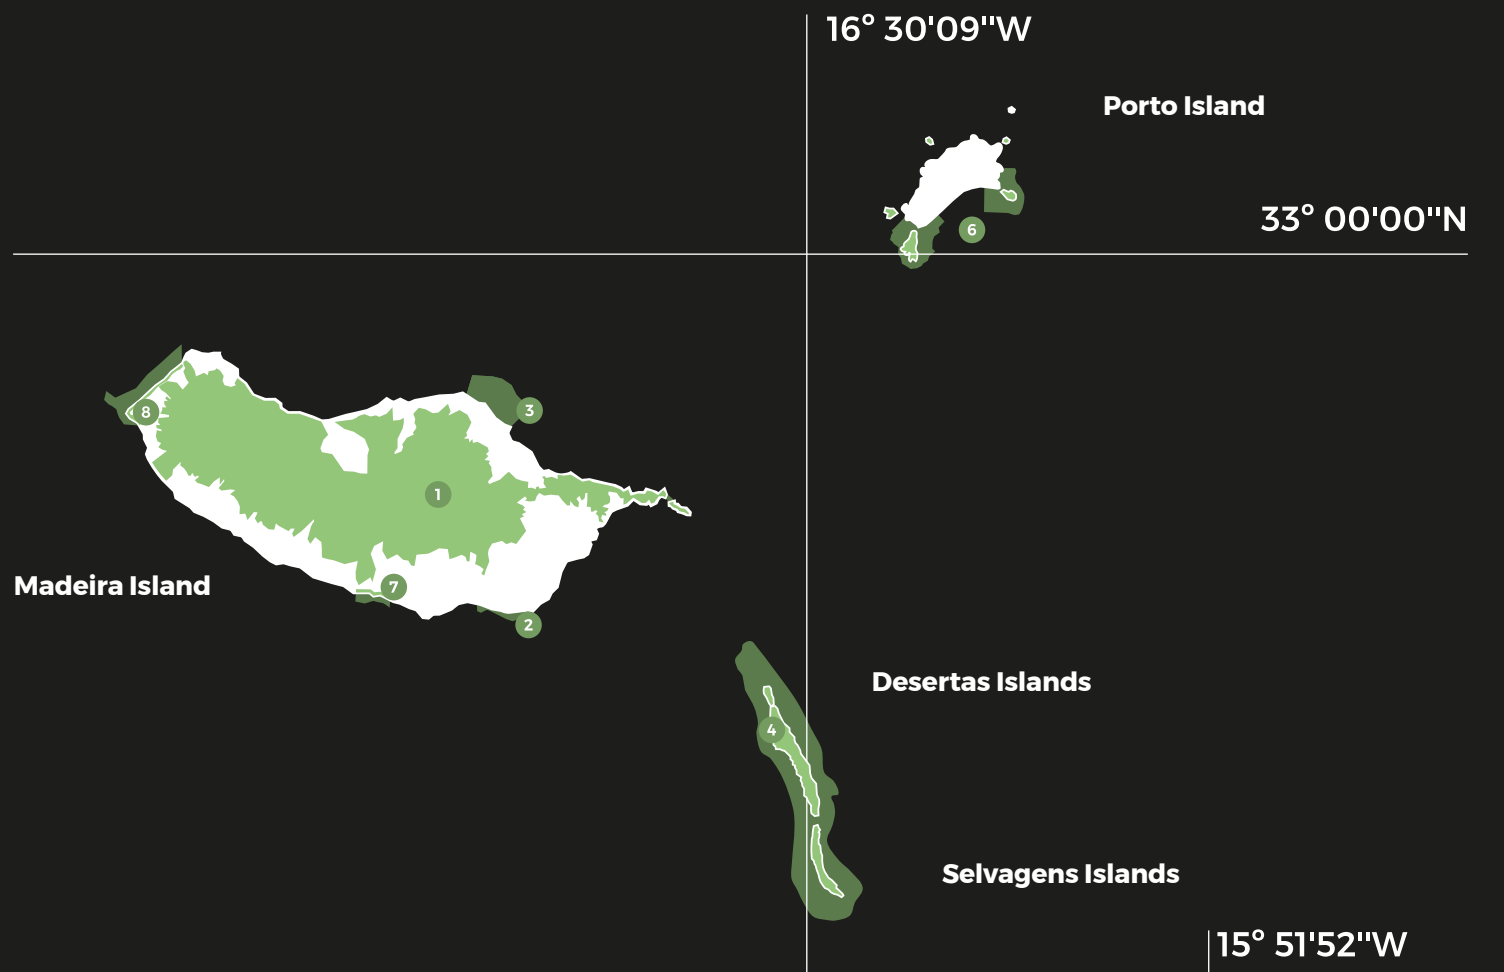 16° 30'09"W
Porto Island
33° 00'00"N
6
8
3
1
Madeira Island
7
2
Desertas Islands
4
Selvagens Islands
15° 51'52"W